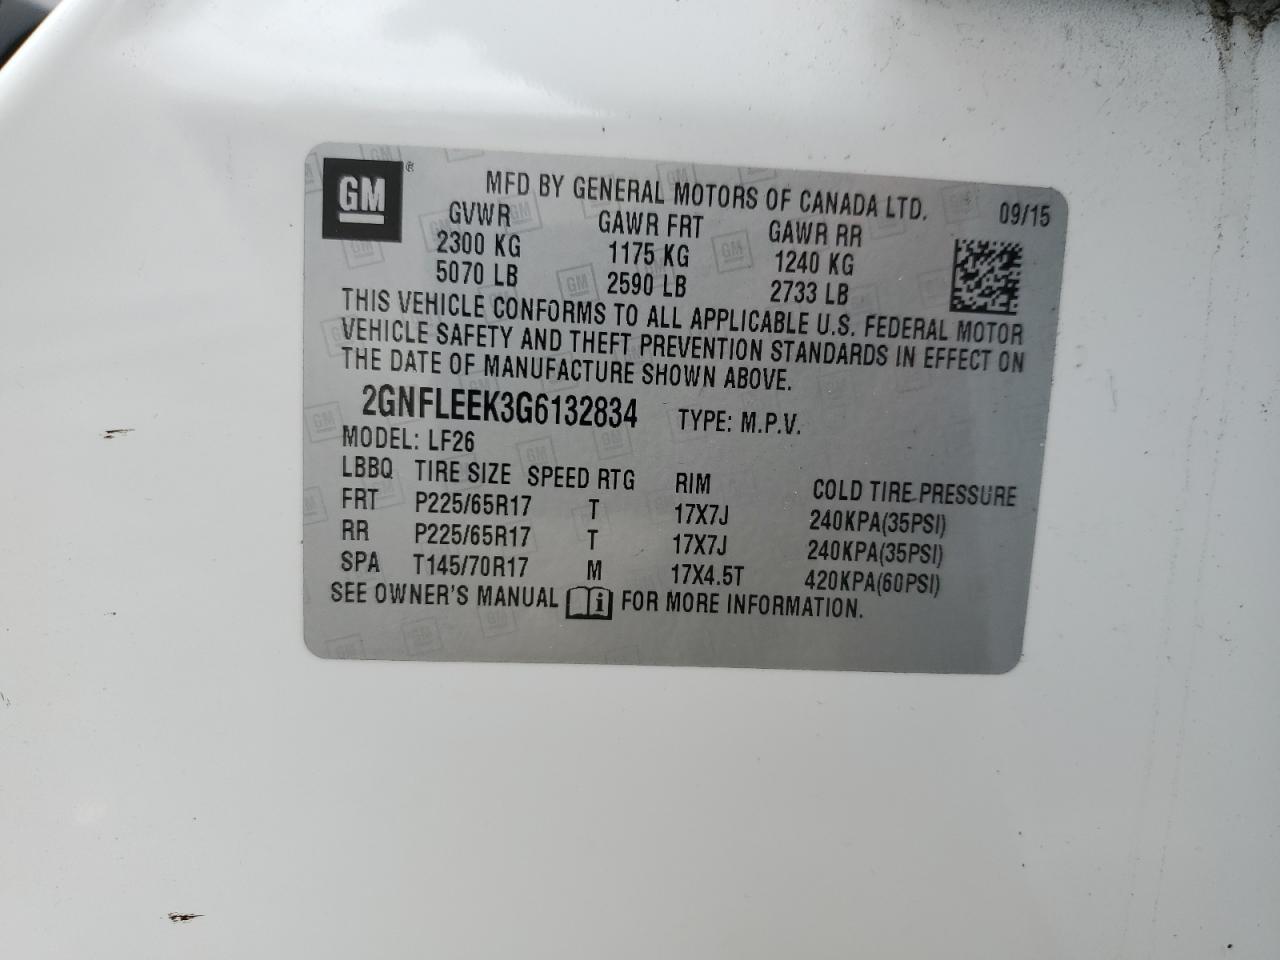 GM®
MFD BY GENERAL MOTORS OF CANADA LTD. 09/15
GVWR GAWR FRT GAWR RR
2300 KG 1175 KG 1240 KG
5070 LB 2590 LB 2733 LB
THIS VEHICLE CONFORMS TO ALL APPLICABLE U.S. FEDERAL MOTOR
VEHICLE SAFETY AND THEFT PREVENTION STANDARDS IN EFFECT ON
THE DATE OF MANUFACTURE SHOWN ABOVE.
2GNFLEEK3G6132834 TYPE: M.P.V.
MODEL: LF26
LBBQ TIRE SIZE SPEED RTG RIM COLD TIRE PRESSURE
FRT P225/65R17 T 17X7J 240KPA(35PSI)
RR P225/65R17 T 17X7J 240KPA(35PSI)
SPA T145/70R17 M 17X4.5T 420KPA(60PSI)
SEE OWNER'S MANUAL i FOR MORE INFORMATION.